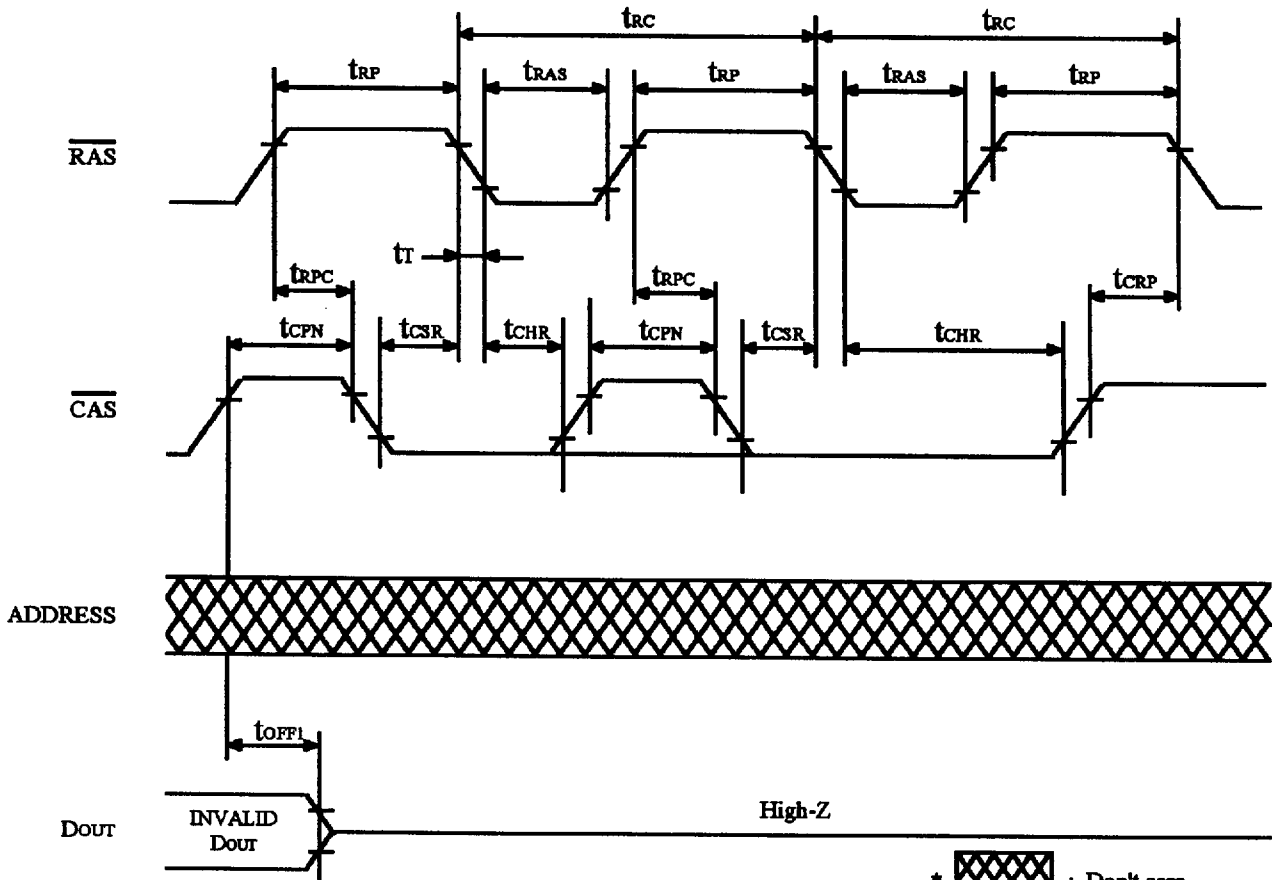 tRC tRC
tRP tRAS tRP tRAS tRP
RAS
tT
tRPC tRPC tCRP
tCPN tCSR tCHR tCPN tCSR tCHR
CAS
ADDRESS
tOFF1
DOUT
INVALID
DOUT
High-Z
* : Don't care